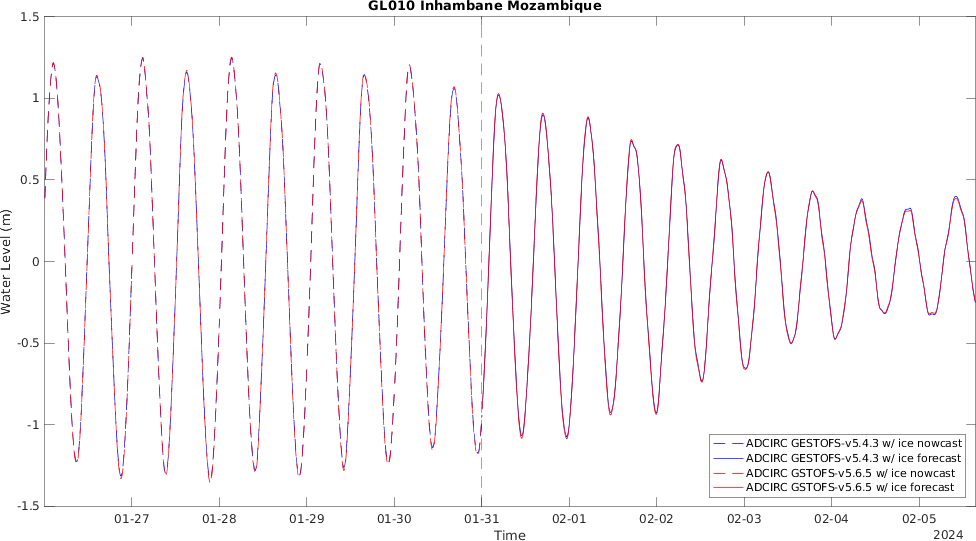 GL010 Inhambane Mozambique
1.5
1
0.5
0
-0.5
-1
-1.5
Water Level (m)
01-27 01-28 01-29 01-30 01-31 02-01 02-02 02-03 02-04 02-05
Time
2024
ADCIRC GESTOFS-v5.4.3 w/ ice nowcast
ADCIRC GESTOFS-v5.4.3 w/ ice forecast
ADCIRC GSTOFS-v5.6.5 w/ ice nowcast
ADCIRC GSTOFS-v5.6.5 w/ ice forecast